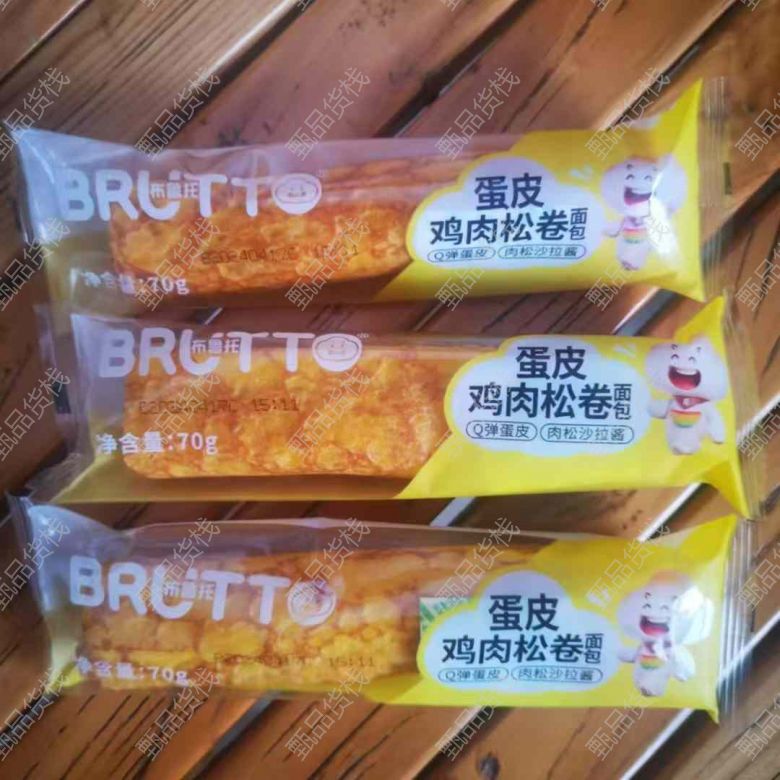 BRUTTO
布鲁托
蛋皮
鸡肉松卷面包
Q弹蛋皮 肉松沙拉酱
净含量:70g
BRUTTO
布鲁托
蛋皮
鸡肉松卷面包
Q弹蛋皮 肉松沙拉酱
15:11
净含量:70g
BRUTTO
布鲁托
蛋皮
鸡肉松卷面包
Q弹蛋皮 肉松沙拉酱
15:11
净含量:70g
甄品货栈